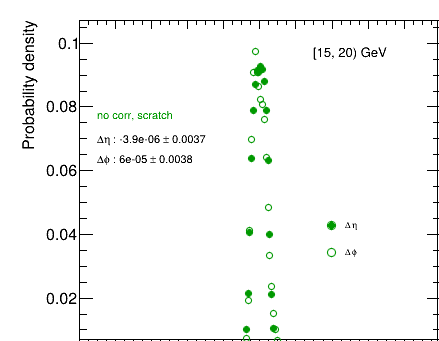 Probability density
0.1
0.08
0.06
0.04
0.02
[15, 20) GeV
no corr, scratch
Δη : -3.9e-06 ± 0.0037
Δϕ : 6e-05 ± 0.0038
Δη
Δϕ